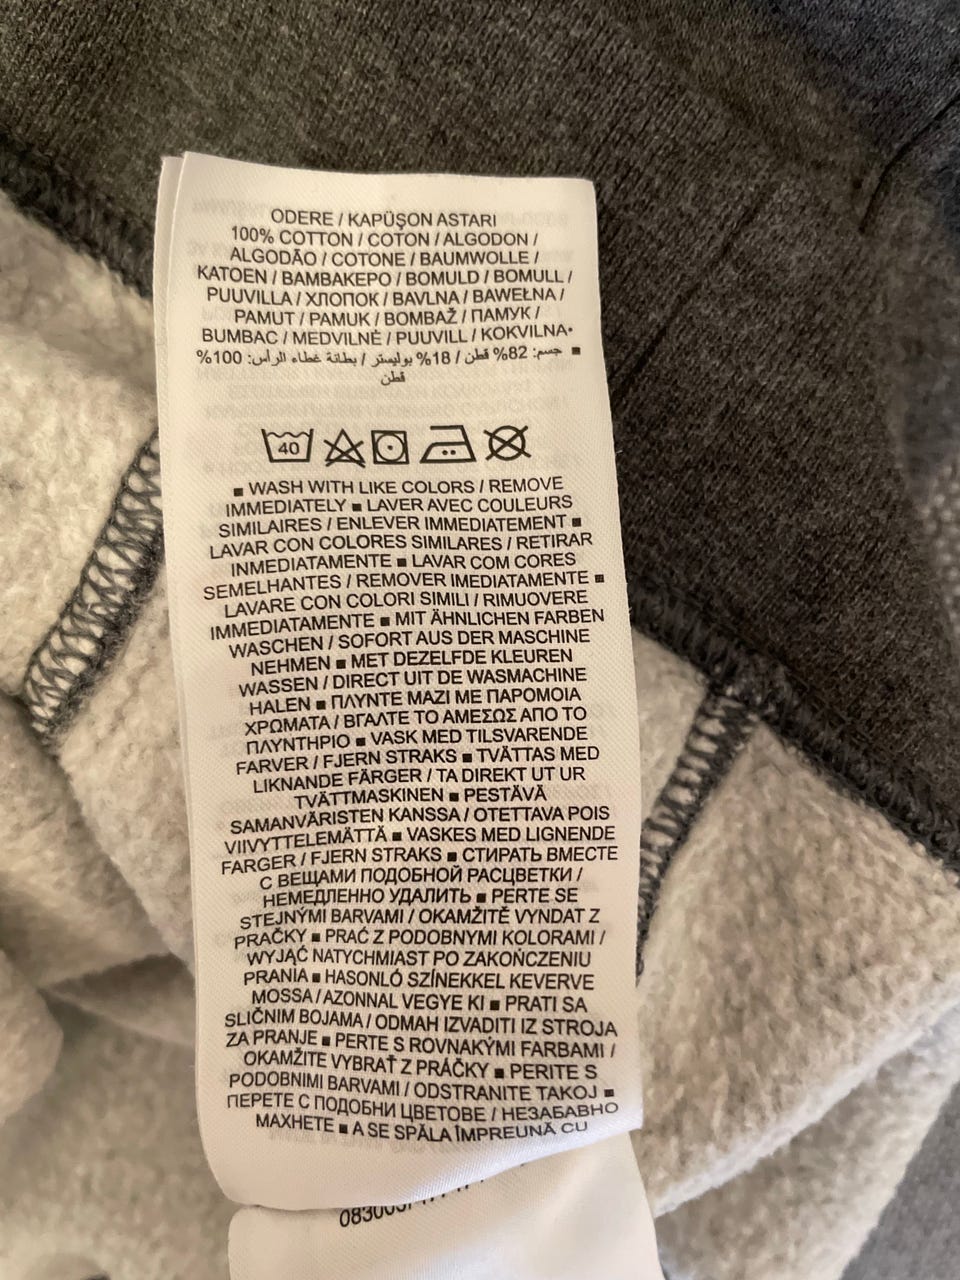 ODERE / KAPÜŞON ASTARI
100% COTTON / COTON / ALGODON /
ALGODÃO / COTONE / BAUMWOLLE /
KATOEN / BAMBAKEPO / BOMULD / BOMULL /
PUUVILLA / ХЛОПОК / BAVLNA / BAWEŁNA /
PAMUT / PAMUK / BOMBAŽ / ПАМУК /
BUMBAC / MEDVILNĖ / PUUVILL / KOKVILNA•
■ جسم: 82% قطن / 18% بوليستر / بطانة غطاء الرأس: 100%
قطن
40
■ WASH WITH LIKE COLORS / REMOVE
IMMEDIATELY ■ LAVER AVEC COULEURS
SIMILAIRES / ENLEVER IMMEDIATEMENT ■
LAVAR CON COLORES SIMILARES / RETIRAR
INMEDIATAMENTE ■ LAVAR COM CORES
SEMELHANTES / REMOVER IMEDIATAMENTE ■
LAVARE CON COLORI SIMILI / RIMUOVERE
IMMEDIATAMENTE ■ MIT ÄHNLICHEN FARBEN
WASCHEN / SOFORT AUS DER MASCHINE
NEHMEN ■ MET DEZELFDE KLEUREN
WASSEN / DIRECT UIT DE WASMACHINE
HALEN ■ ΠΛΥΝΤΕ ΜΑΖΙ ΜΕ ΠΑΡΟΜΟΙΑ
ΧΡΩΜΑΤΑ / ΒΓΑΛΤΕ ΤΟ ΑΜΕΣΩΣ ΑΠΟ ΤΟ
ΠΛΥΝΤΗΡΙΟ ■ VASK MED TILSVARENDE
FARVER / FJERN STRAKS ■ TVÄTTAS MED
LIKNANDE FÄRGER / TA DIREKT UT UR
TVÄTTMASKINEN ■ PESTÄVÄ
SAMANVÄRISTEN KANSSA / OTETTAVA POIS
VIIVYTTELEMÄTTÄ ■ VASKES MED LIGNENDE
FARGER / FJERN STRAKS ■ СТИРАТЬ ВМЕСТЕ
С ВЕЩАМИ ПОДОБНОЙ РАСЦВЕТКИ /
НЕМЕДЛЕННО УДАЛИТЬ ■ PERTE SE
STEJNÝMI BARVAMI / OKAMŽITĚ VYNDAT Z
PRAČKY ■ PRAĆ Z PODOBNYMI KOLORAMI /
WYJĄĆ NATYCHMIAST PO ZAKOŃCZENIU
PRANIA ■ HASONLÓ SZÍNEKKEL KEVERVE
MOSSA / AZONNAL VEGYE KI ■ PRATI SA
SLIČNIM BOJAMA / ODMAH IZVADITI IZ STROJA
ZA PRANJE ■ PERTE S ROVNAKÝMI FARBAMI /
OKAMŽITE VYBRAŤ Z PRÁČKY ■ PERITE S
PODOBNIMI BARVAMI / ODSTRANITE TAKOJ ■
ПЕРЕТЕ С ПОДОБНИ ЦВЕТОВЕ / НЕЗАБАВНО
МАХНЕТЕ ■ A SE SPĂLA ÎMPREUNĂ CU